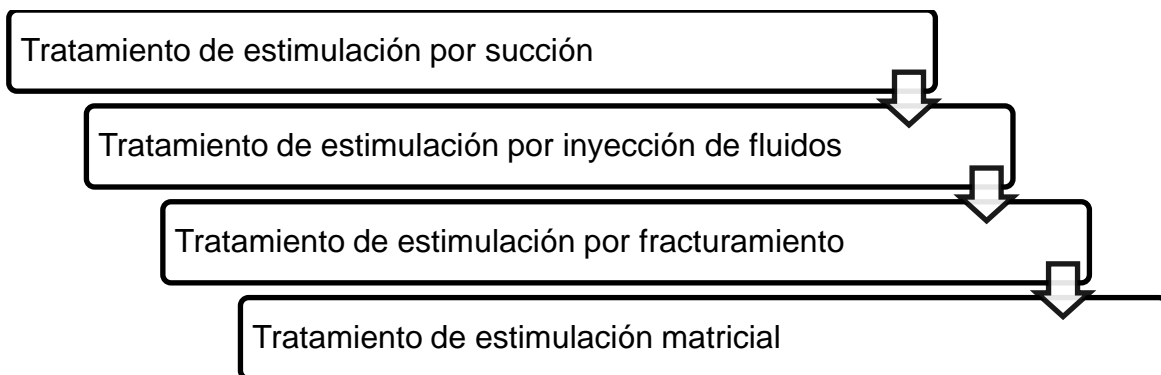 Tratamiento de estimulación por succión
Tratamiento de estimulación por inyección de fluidos
Tratamiento de estimulación por fracturamiento
Tratamiento de estimulación matricial